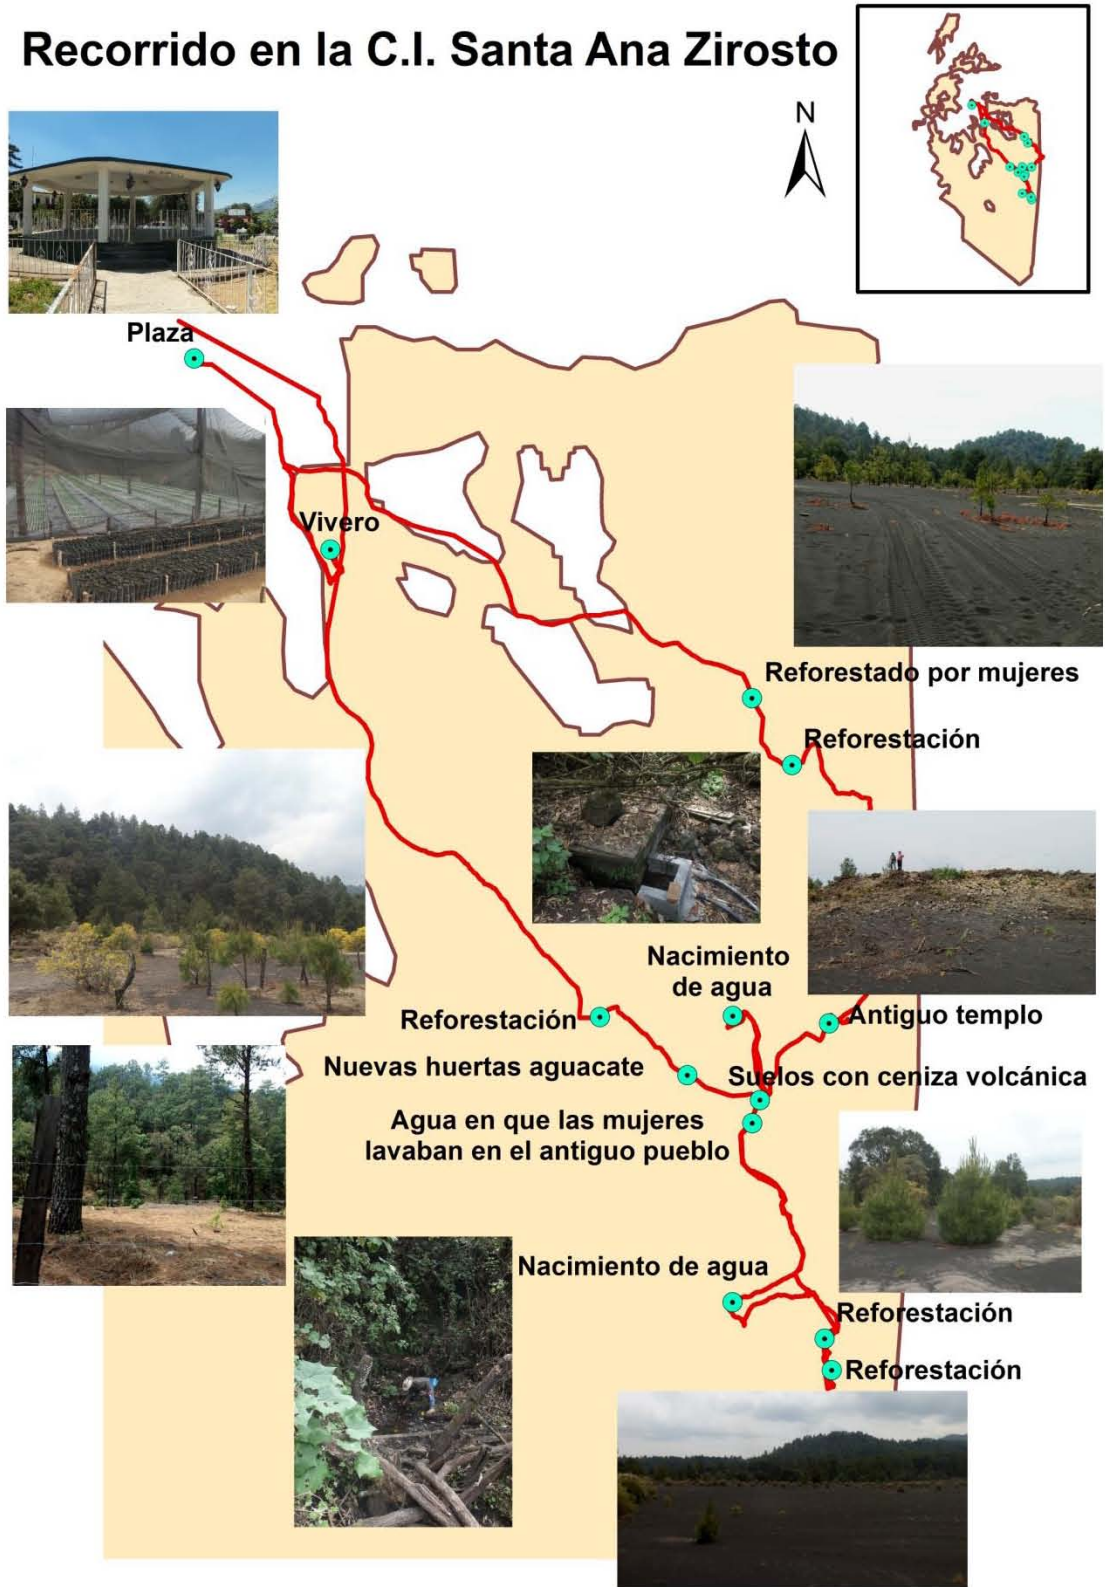 Recorrido en la C.I. Santa Ana Zirosto
N
Plaza
Vivero
Reforestado por mujeres
Reforestación
Nacimiento
de agua
Reforestación
Antiguo templo
Nuevas huertas aguacate
Suelos con ceniza volcánica
Agua en que las mujeres
lavaban en el antiguo pueblo
Nacimiento de agua
Reforestación
Reforestación